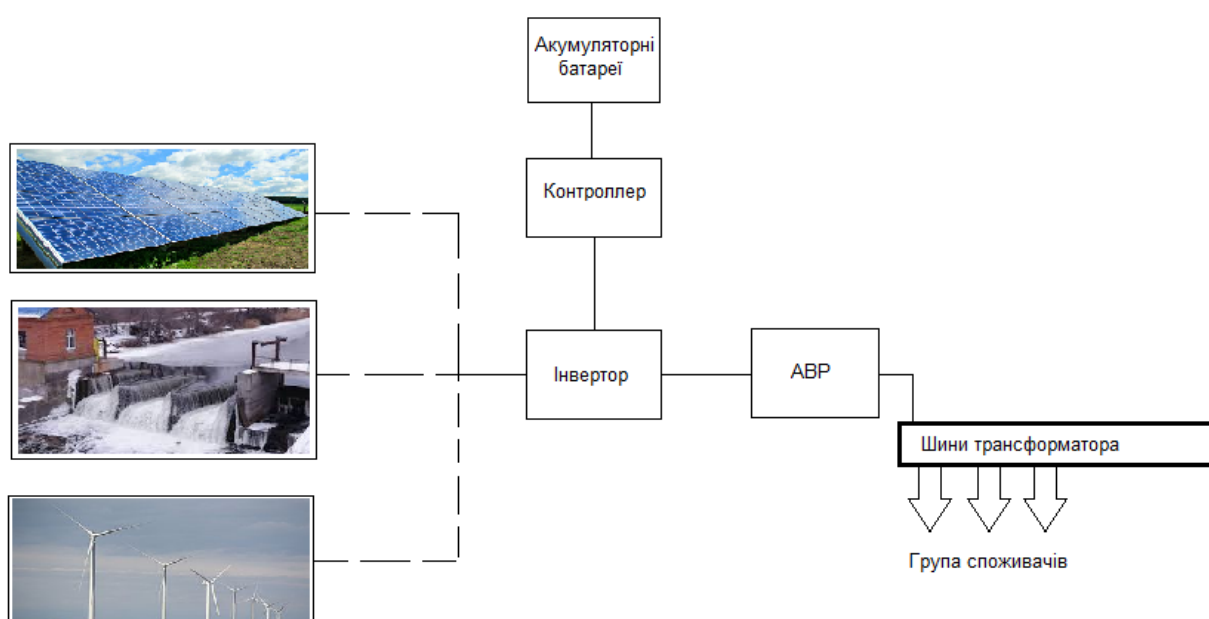 Акумуляторні
батареї
Контроллер
Інвертор
АВР
Шини трансформатора
Група споживачів